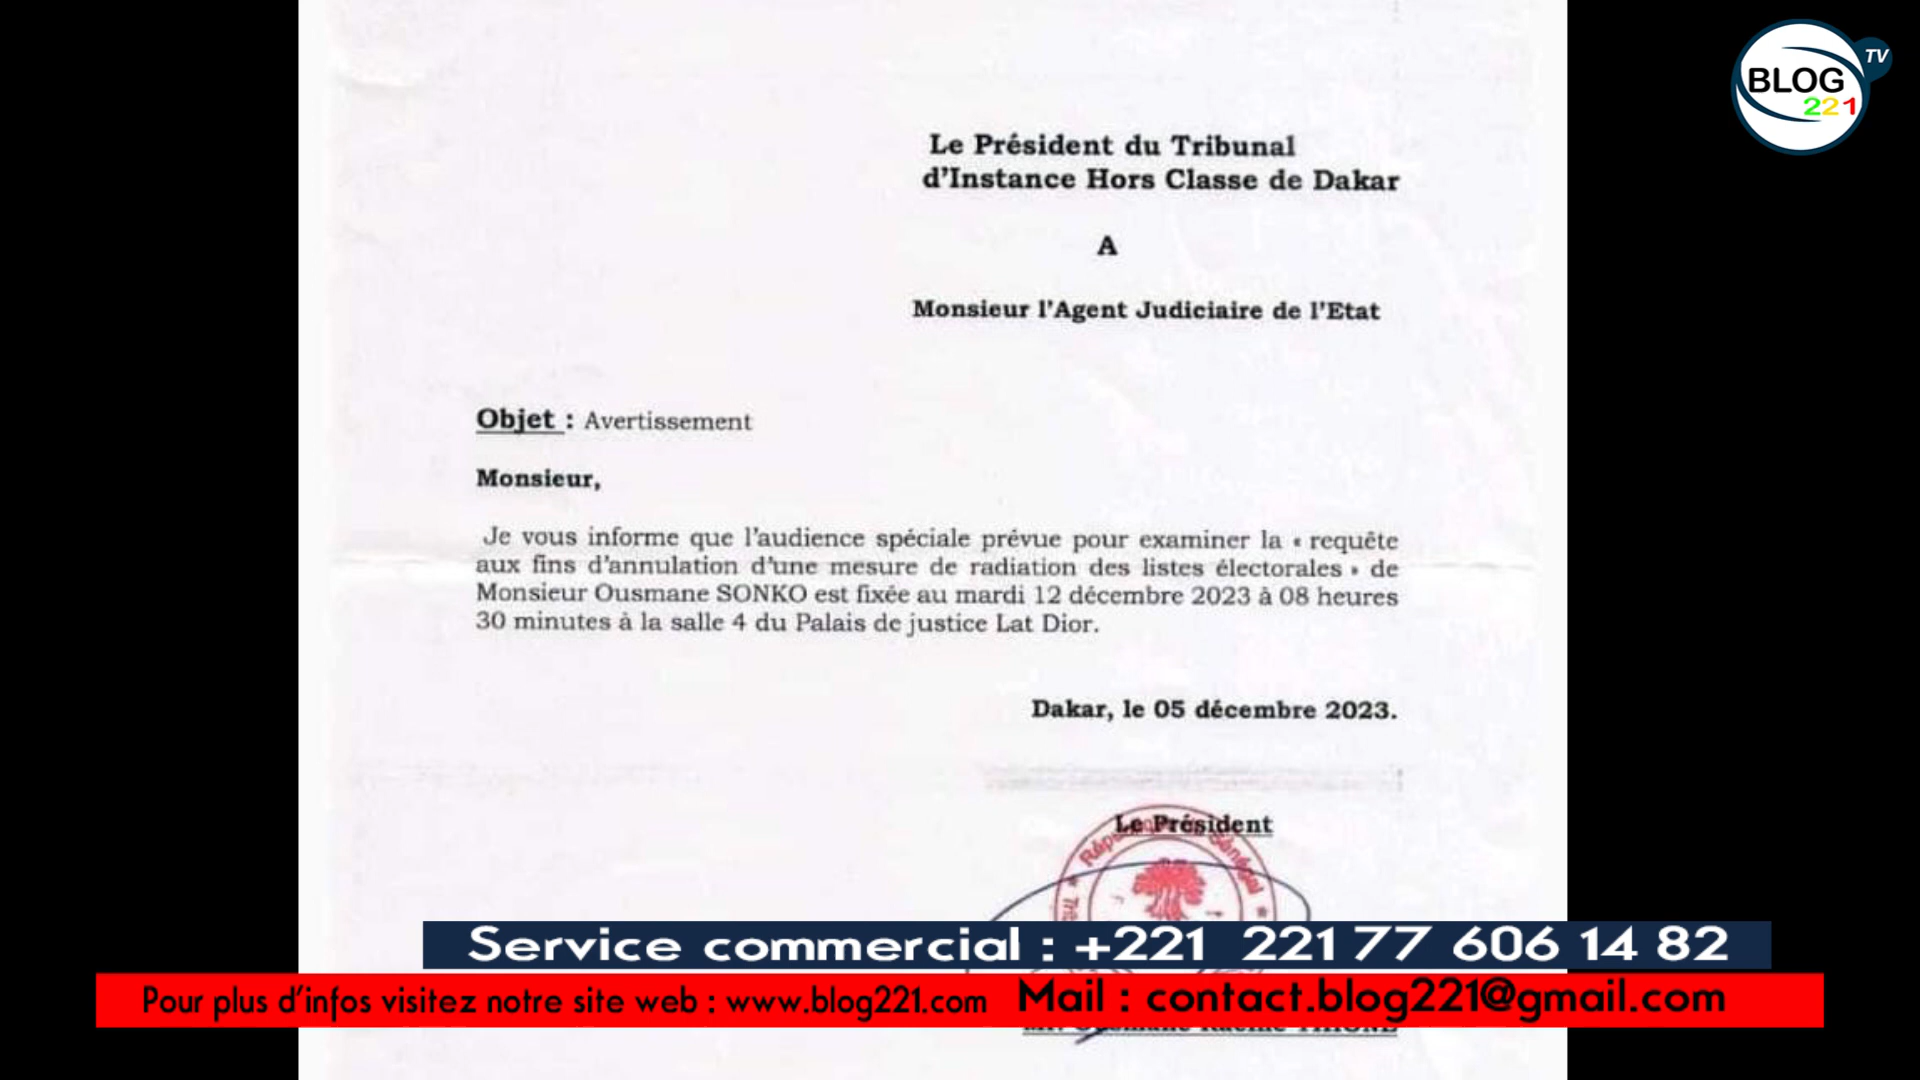 BLOG
TV
221
Le Président du Tribunal
d'Instance Hors Classe de Dakar
A
Monsieur l'Agent Judiciaire de l'Etat
Objet : Avertissement
Monsieur,
Je vous informe que l'audience spéciale prévue pour examiner la « requête
aux fins d'annulation d'une mesure de radiation des listes électorales » de
Monsieur Ousmane SONKO est fixée au mardi 12 décembre 2023 à 08 heures
30 minutes à la salle 4 du Palais de justice Lat Dior.
Dakar, le 05 décembre 2023.
Le Président
Service commercial : +221 221 77 606 14 82
Pour plus d'infos visitez notre site web : www.blog221.com Mail : contact.blog221@gmail.com